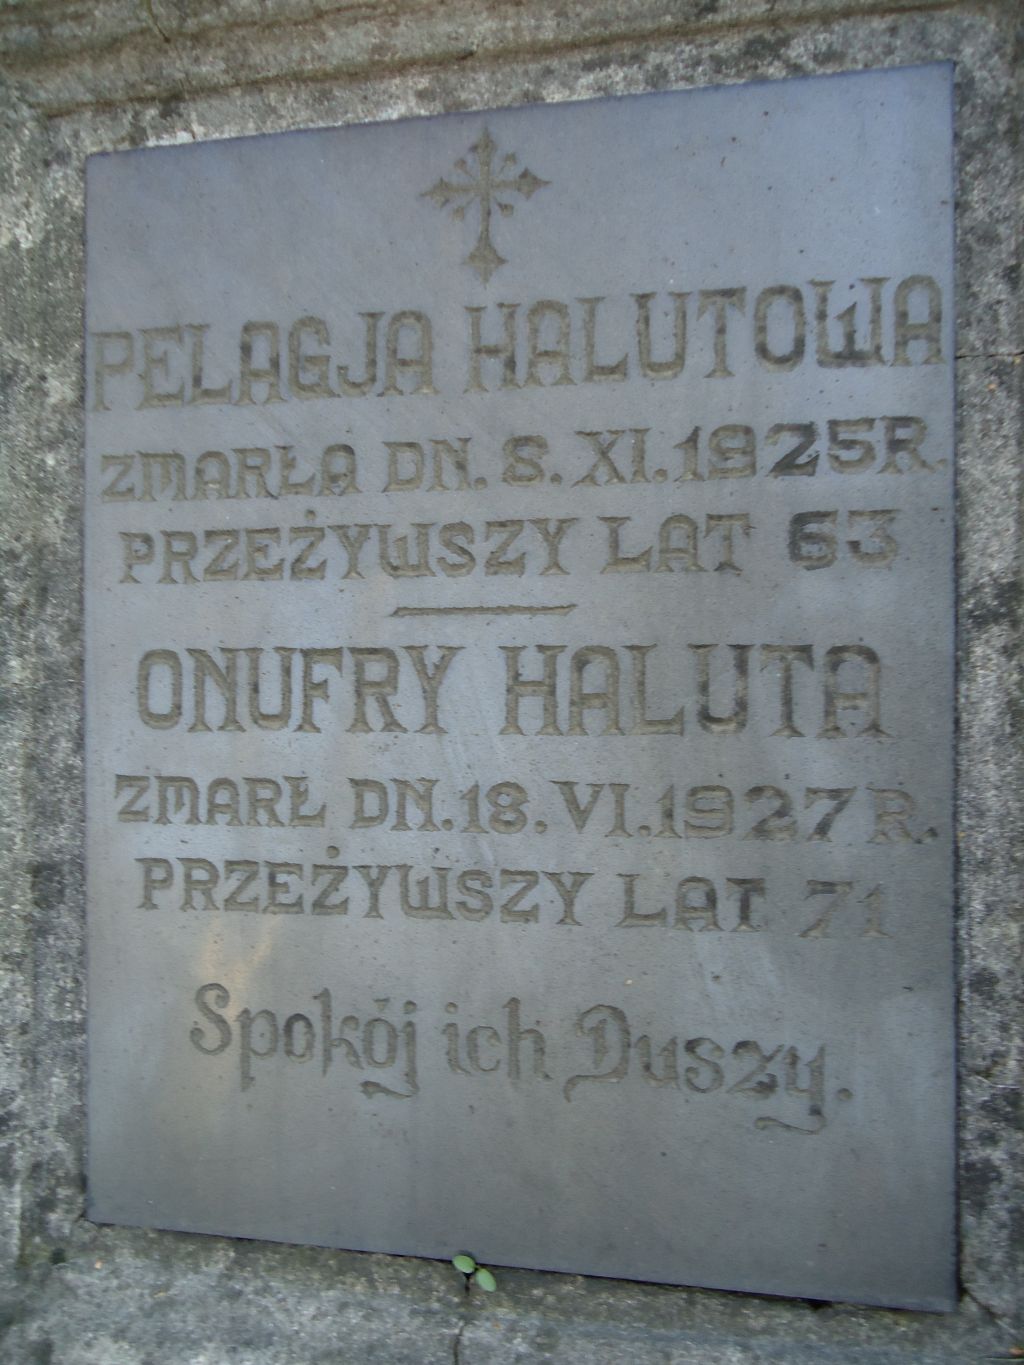 PELAGJA HALUTOWA
ZMARŁA DN. 8. XI. 1925 R.
PRZEŻYWSZY LAT 63
ONUFRY HALUTA
ZMARŁ DN. 18. VI. 1927 R.
PRZEŻYWSZY LAT 71
Spokój ich Duszy.